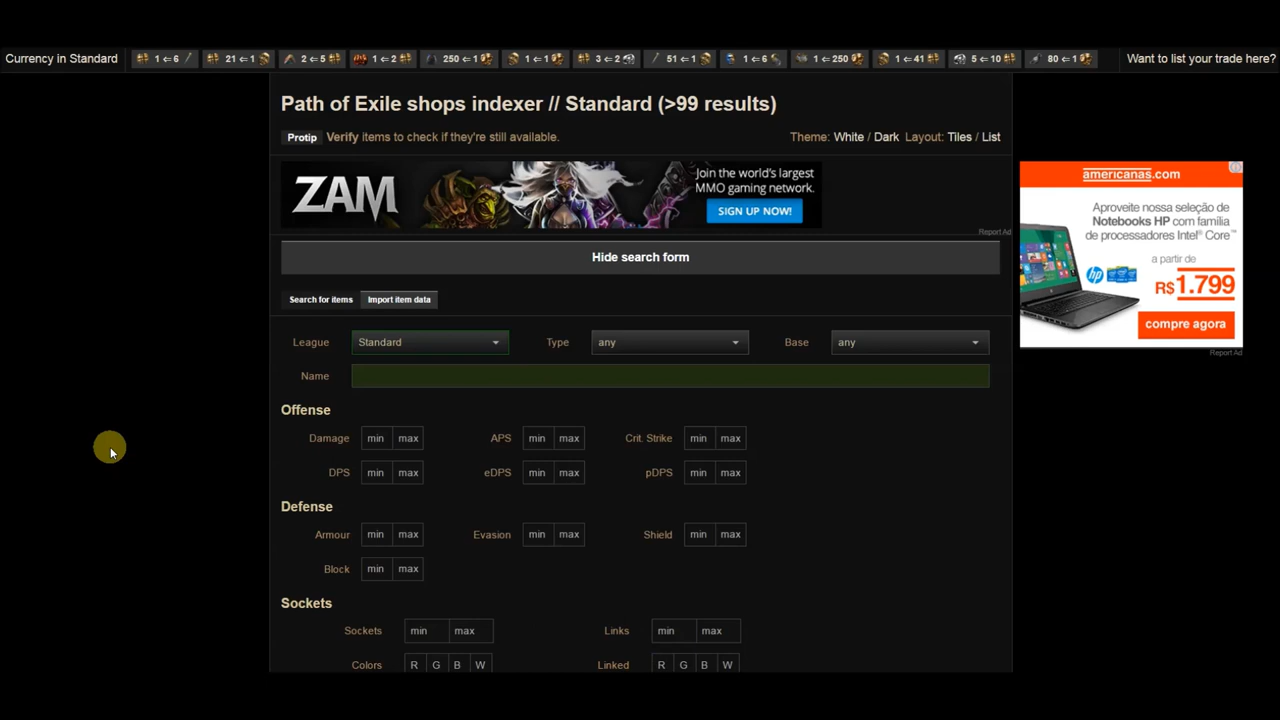 Currency in Standard 1⇐6 21⇐1 2⇐5 1⇐2 250⇐1 1⇐1 3⇐2 51⇐1 1⇐6 1⇐250 1⇐41 5⇐10 80⇐1 Want to list your trade here?
Path of Exile shops indexer // Standard (>99 results)
Protip Verify items to check if they're still available. Theme: White / Dark Layout: Tiles / List
ZAM
Join the world's largest
MMO gaming network.
SIGN UP NOW!
Report Ad
americanas.com
Aproveite nossa seleção de
Notebooks HP com família
de processadores Intel® Core™
a partir de
hp
R$1.799
compre agora
Report Ad
Hide search form
Search for items Import item data
League Standard Type any Base any
Name
Offense
Damage min max APS min max Crit. Strike min max
DPS min max eDPS min max pDPS min max
Defense
Armour min max Evasion min max Shield min max
Block min max
Sockets
Sockets min max Links min max
Colors R G B W Linked R G B W